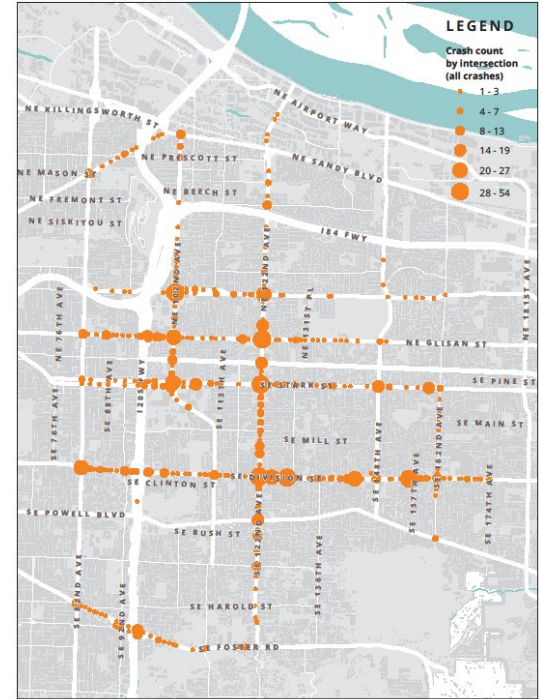 LEGEND
Crash count
by intersection
(all crashes)
1 - 3
4 - 7
8 - 13
14 - 19
20 - 27
28 - 54
NE AIRPORT WAY
NE KILLINGSWORTH ST
NE PRESCOTT ST
NE SANDY BLVD
NE MASON ST
NE BEECH ST
NE FREMONT ST
NE SISKIYOU ST
I84 FWY
NE 102ND AVE
NE 122ND AVE
NE 131ST PL
NE 181ST AVE
NE 76TH AVE
NE GLISAN ST
I205 FWY
SE 113TH AVE
SE STARK ST
SE PINE ST
SE 76TH AVE
SE 88TH AVE
SE MAIN ST
SE MILL ST
SE 148TH AVE
SE 162ND AVE
SE 157TH AVE
SE 174TH AVE
SE DIVISION ST
SE CLINTON ST
SE POWELL BLVD
SE BUSH ST
SE 122ND AVE
SE 136TH AVE
SE 82ND AVE
SE 92ND AVE
SE HAROLD ST
SE FOSTER RD